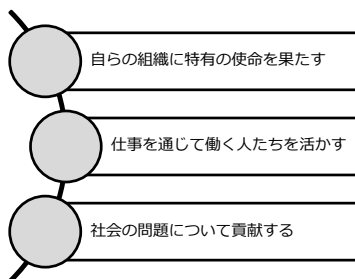 自らの組織に特有の使命を果たす
仕事を通じて働く人たちを活かす
社会の問題について貢献する